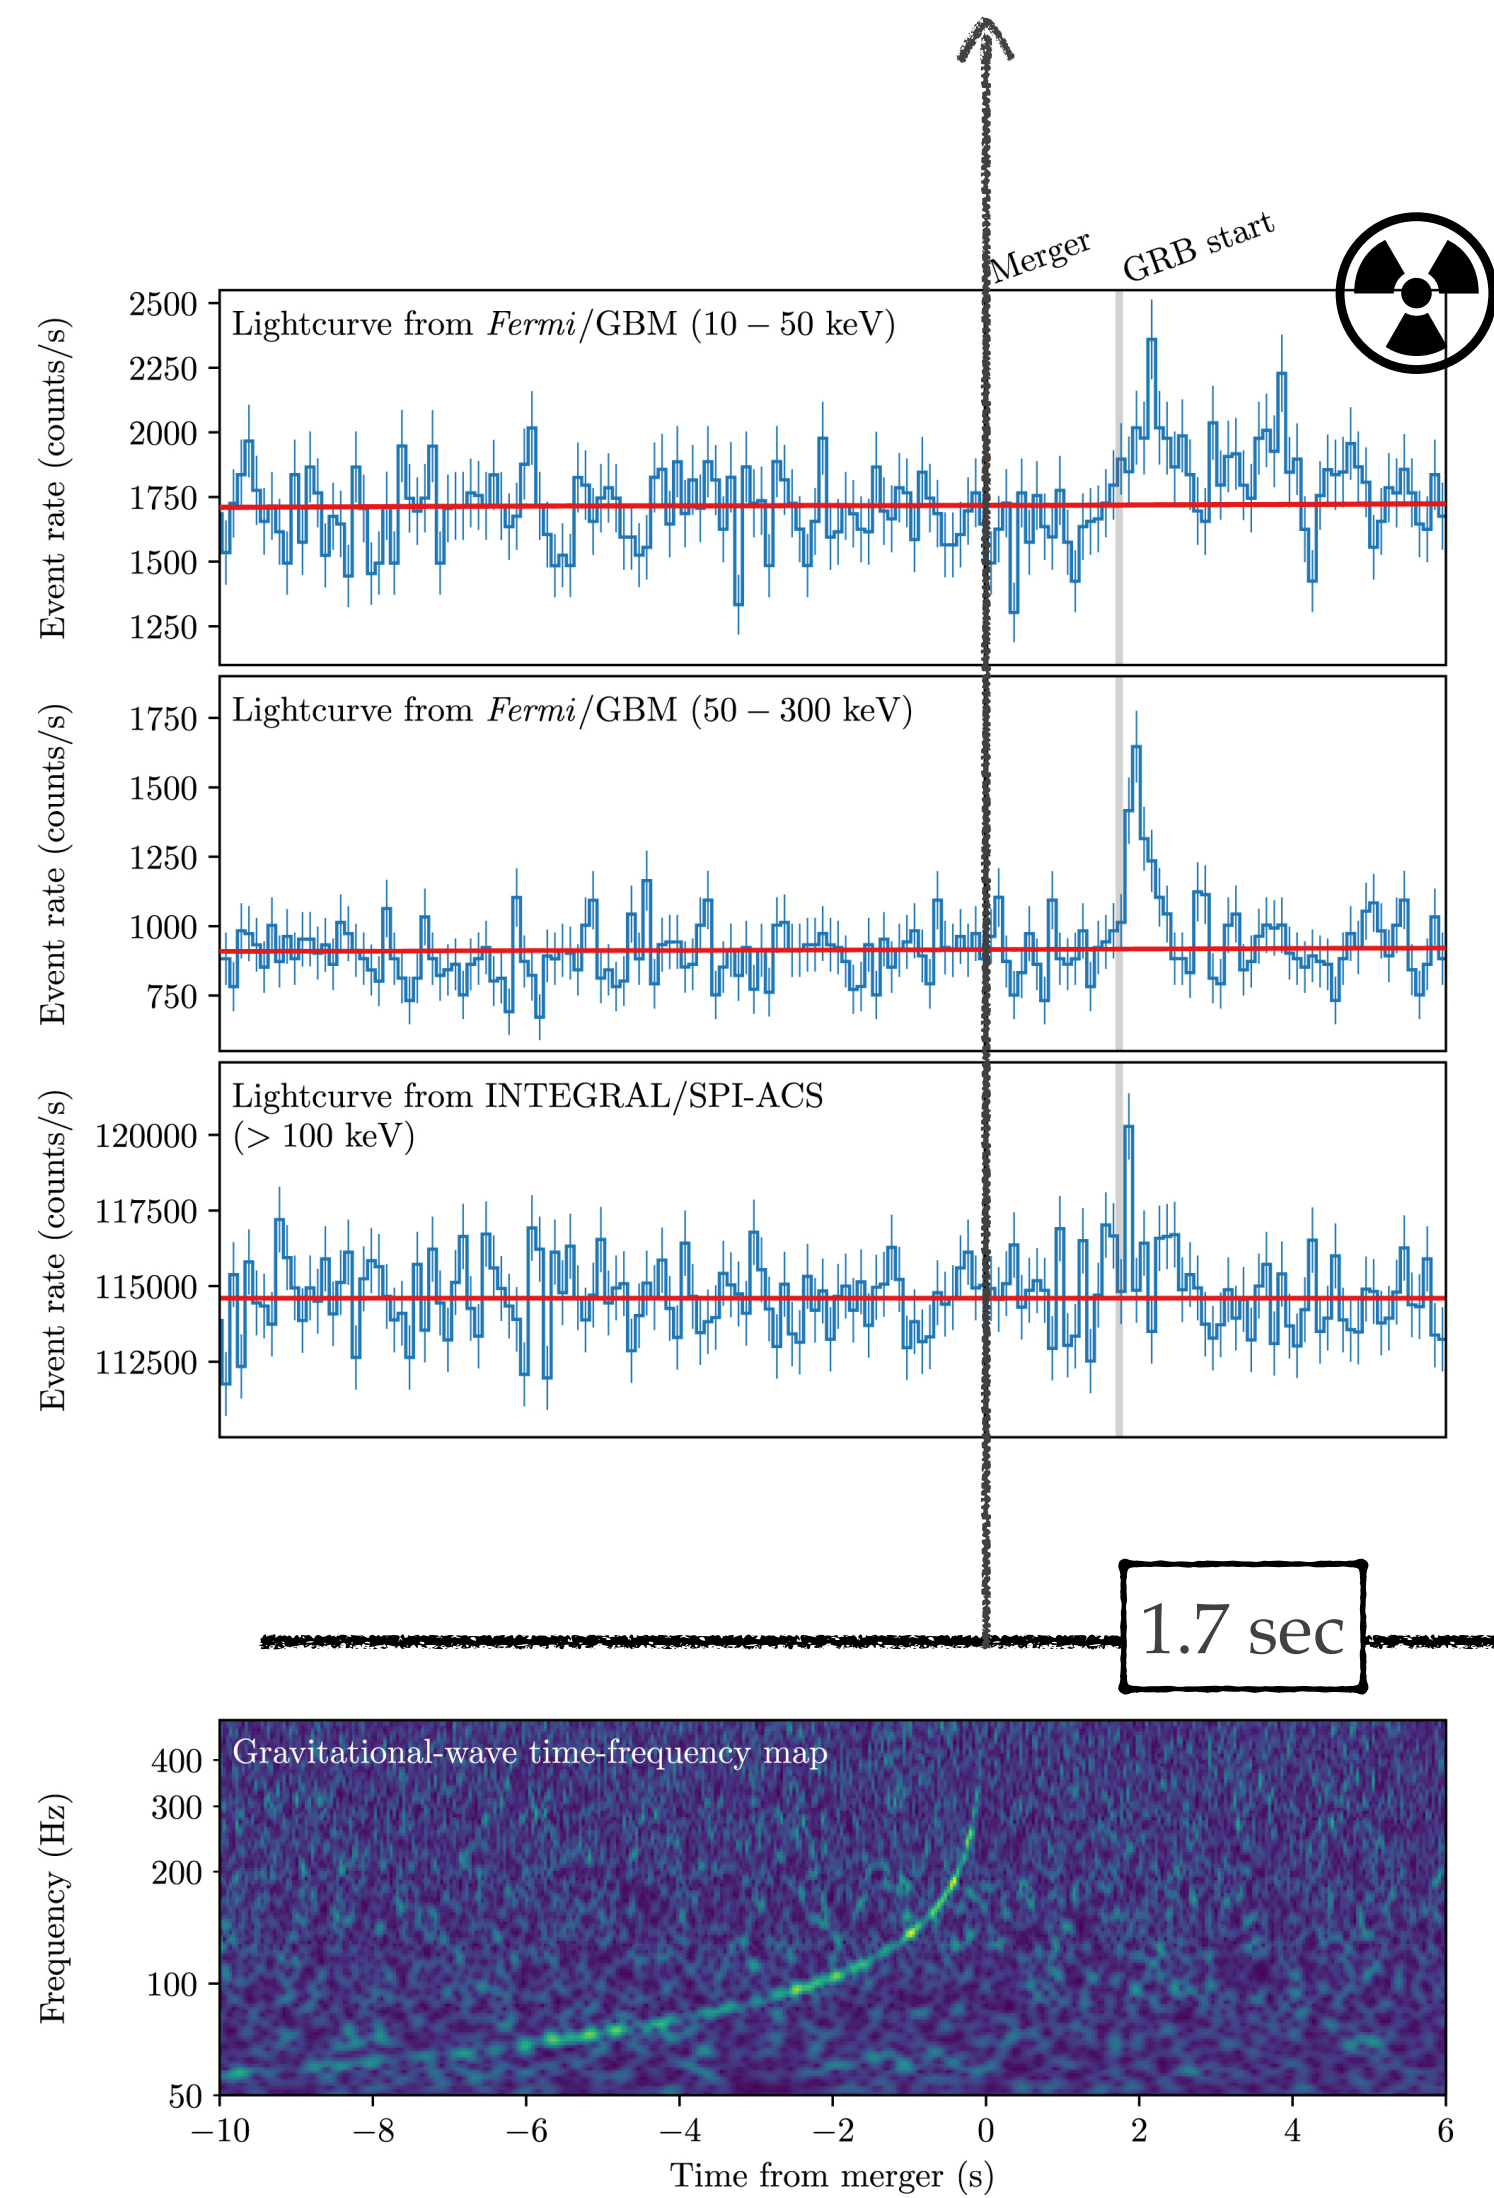 Merger
GRB start
Lightcurve from Fermi/GBM (10 − 50 keV)
Event rate (counts/s)
2500
2250
2000
1750
1500
1250
Lightcurve from Fermi/GBM (50 − 300 keV)
Event rate (counts/s)
1750
1500
1250
1000
750
Lightcurve from INTEGRAL/SPI-ACS
(> 100 keV)
Event rate (counts/s)
120000
117500
115000
112500
1.7 sec
Gravitational-wave time-frequency map
Frequency (Hz)
400
300
200
100
50
−10 −8 −6 −4 −2 0 2 4 6
Time from merger (s)